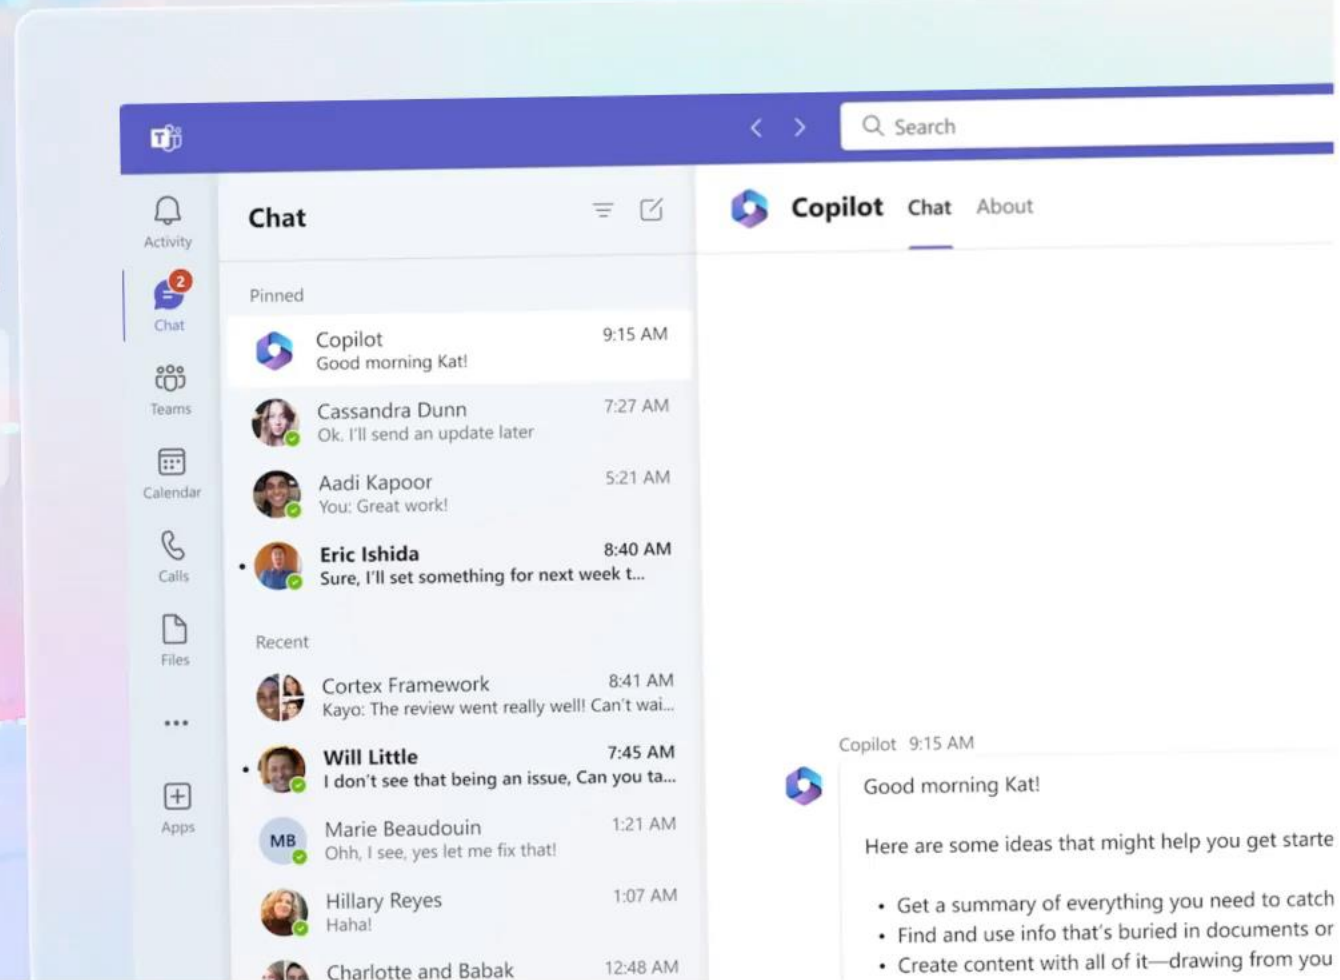 Search
Activity
2
Chat
Teams
Calendar
Calls
Files
Apps
Chat
Pinned
Copilot 9:15 AM
Good morning Kat!
Cassandra Dunn 7:27 AM
Ok. I'll send an update later
Aadi Kapoor 5:21 AM
You: Great work!
Eric Ishida 8:40 AM
Sure, I'll set something for next week t...
Recent
Cortex Framework 8:41 AM
Kayo: The review went really well! Can't wai...
Will Little 7:45 AM
I don't see that being an issue, Can you ta...
MB
Marie Beaudouin 1:21 AM
Ohh, I see, yes let me fix that!
Hillary Reyes 1:07 AM
Haha!
Charlotte and Babak 12:48 AM
Copilot Chat About
Copilot 9:15 AM
Good morning Kat!
Here are some ideas that might help you get starte
• Get a summary of everything you need to catch
• Find and use info that's buried in documents or
• Create content with all of it—drawing from you